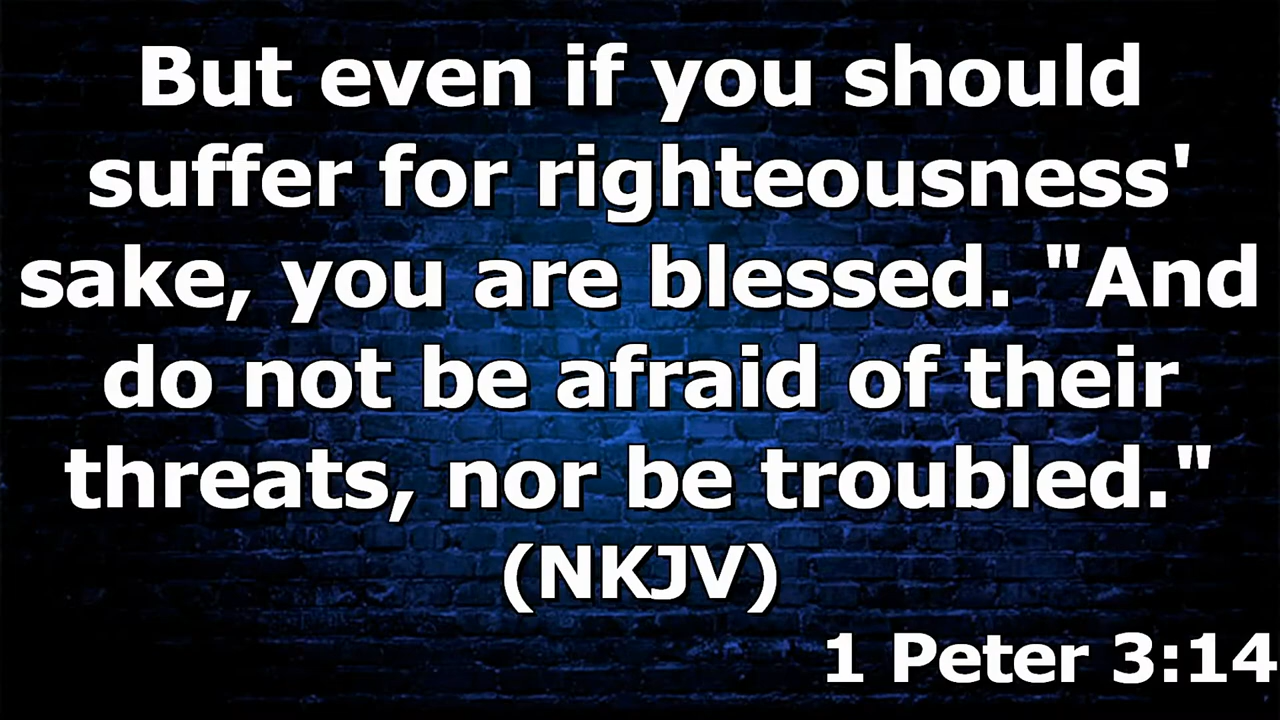 But even if you should
suffer for righteousness'
sake, you are blessed. "And
do not be afraid of their
threats, nor be troubled."
(NKJV)
1 Peter 3:14